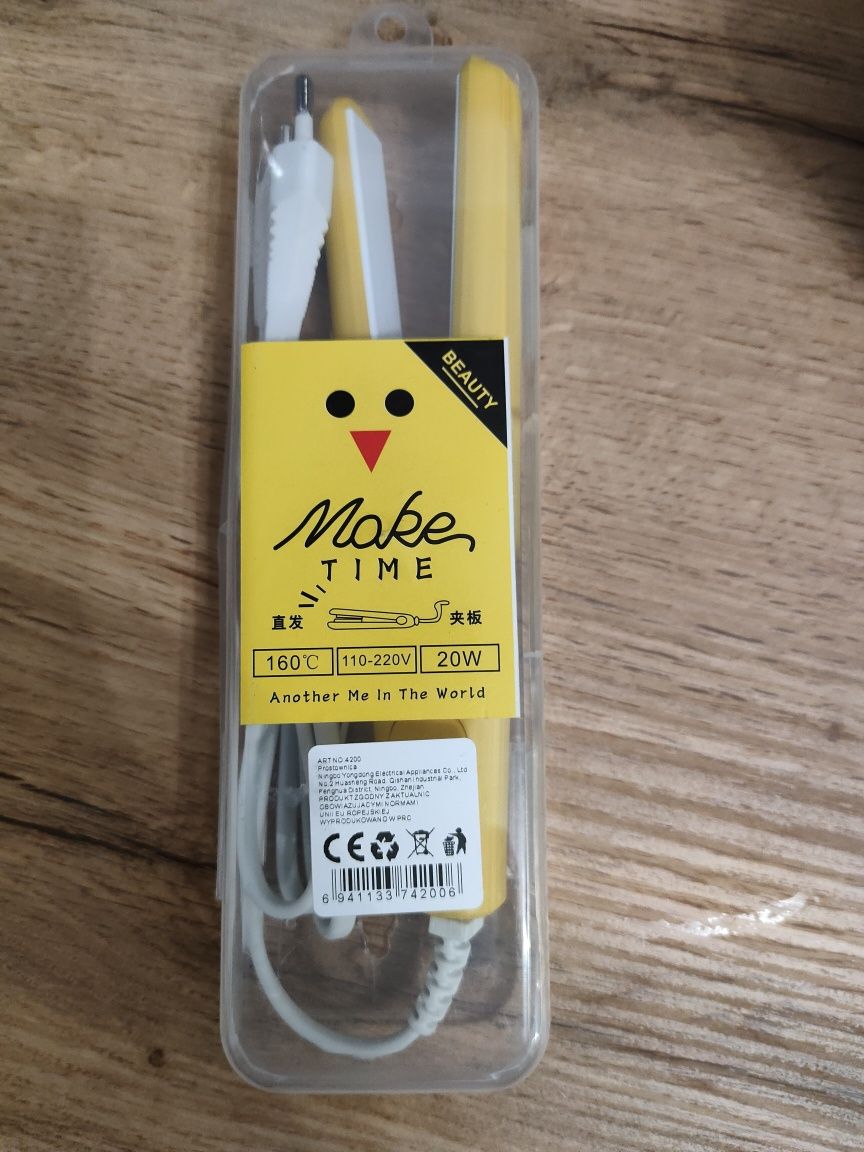 BEAUTY
Make
TIME
直发 夹板
160℃ 110-220V 20W
Another Me In The World
ART NO.4200
Prostownica
Ningbo Yongdong Electrical Appliances Co., Ltd
No.2 Huasheng Road, Qishan Industrial Park,
Fenghua District, Ningbo, Zhejian
PRODUKT ZGODNY Z AKTUALNIE
OBOWIAZUJACYMI NORMAMI
UNII EUROPEJSKIEJ
WYPRODUKOWANO W PRC
CE
6 941133 742006